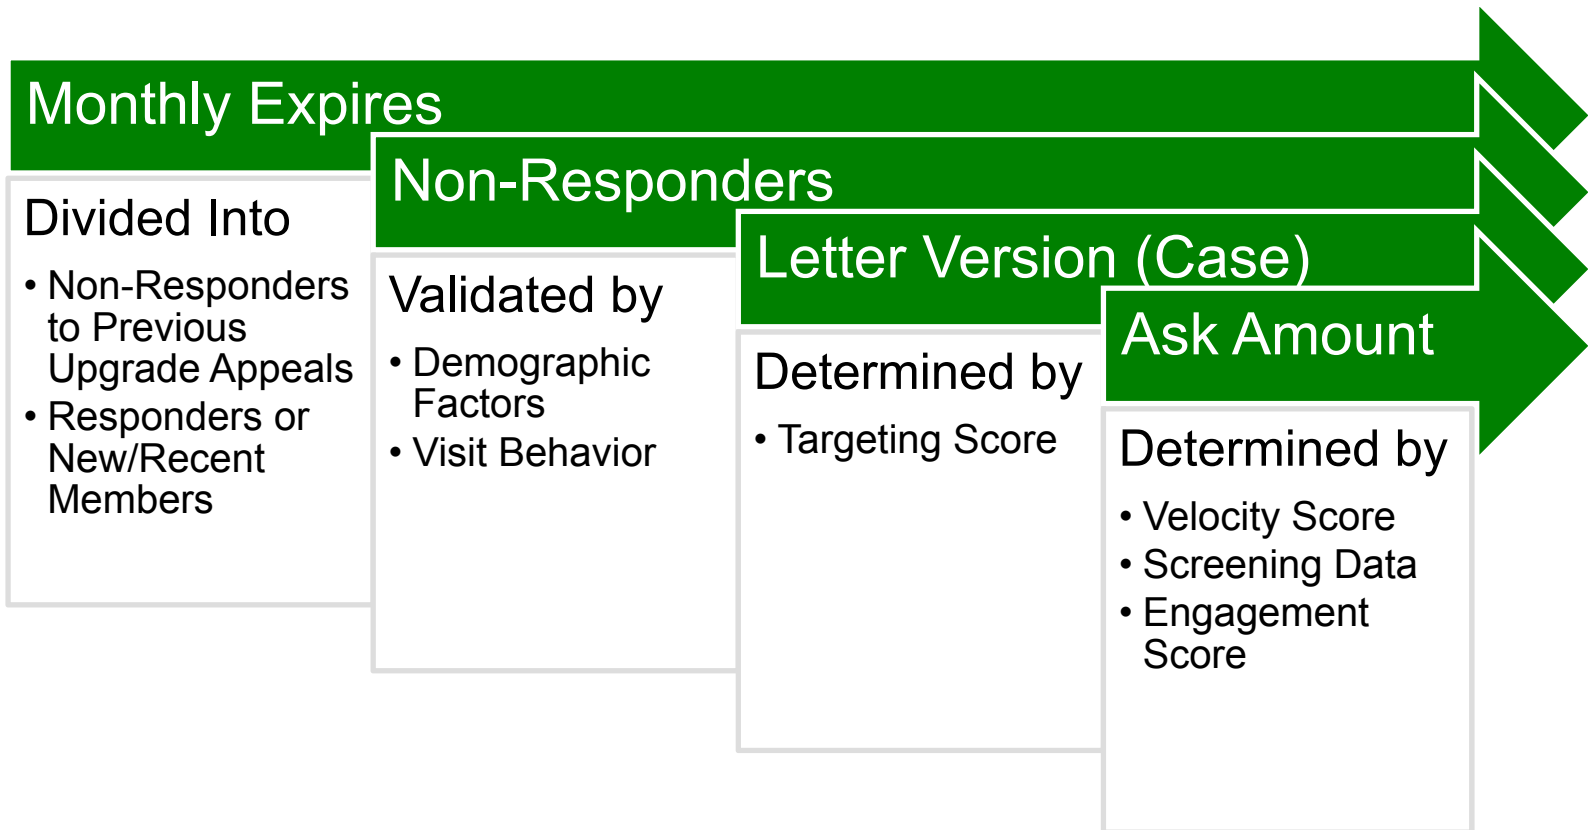 Monthly Expires
Divided Into
• Non-Responders
to Previous
Upgrade Appeals
• Responders or
New/Recent
Members
Non-Responders
Validated by
• Demographic
Factors
• Visit Behavior
Letter Version (Case)
Determined by
• Targeting Score
Ask Amount
Determined by
• Velocity Score
• Screening Data
• Engagement
Score